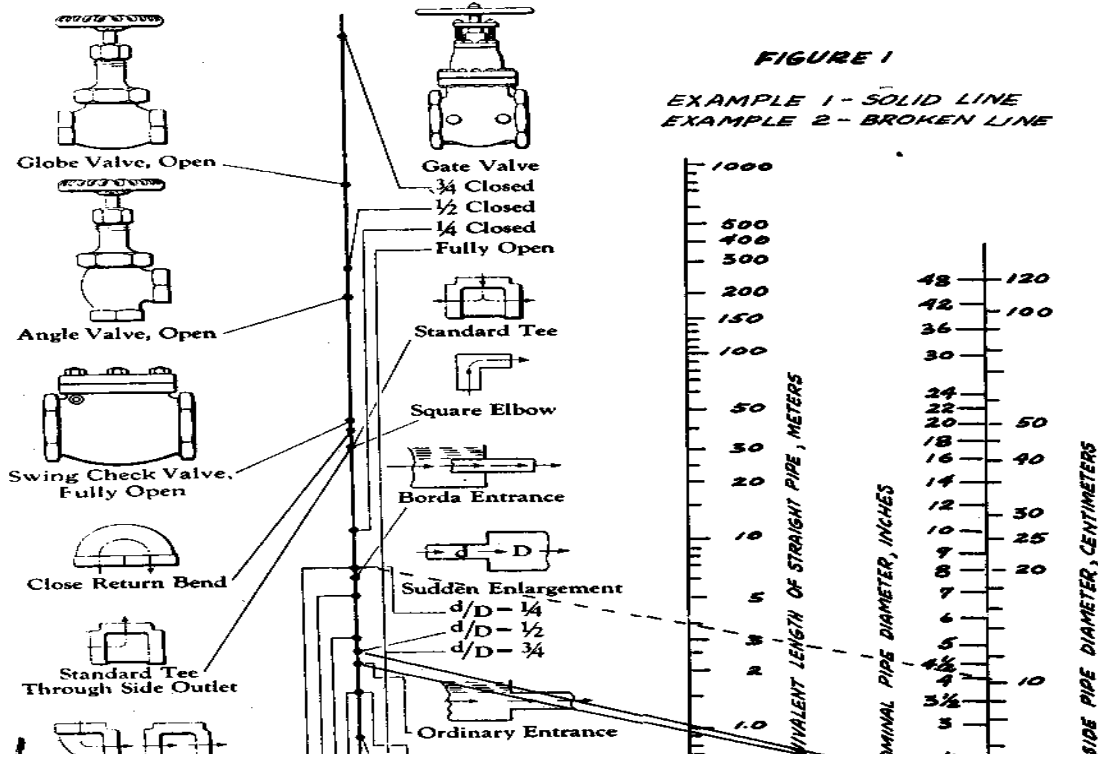 FIGURE 1
EXAMPLE 1 - SOLID LINE
EXAMPLE 2 - BROKEN LINE
Globe Valve, Open
Angle Valve, Open
Swing Check Valve,
Fully Open
Close Return Bend
Standard Tee
Through Side Outlet
Gate Valve
¾ Closed
½ Closed
¼ Closed
Fully Open
Standard Tee
Square Elbow
Borda Entrance
d D
Sudden Enlargement
d/D - ¼
d/D - ½
d/D - ¾
Ordinary Entrance
1000
500
400
300
200
150
100
50
30
20
10
5
3
2
1.0
LENGTH OF STRAIGHT PIPE, METERS
48
42
36
30
24
22
20
18
16
14
12
10
9
8
7
6
5
4½
4
3½
3
PIPE DIAMETER, INCHES
120
100
50
40
30
25
20
10
PIPE DIAMETER, CENTIMETERS